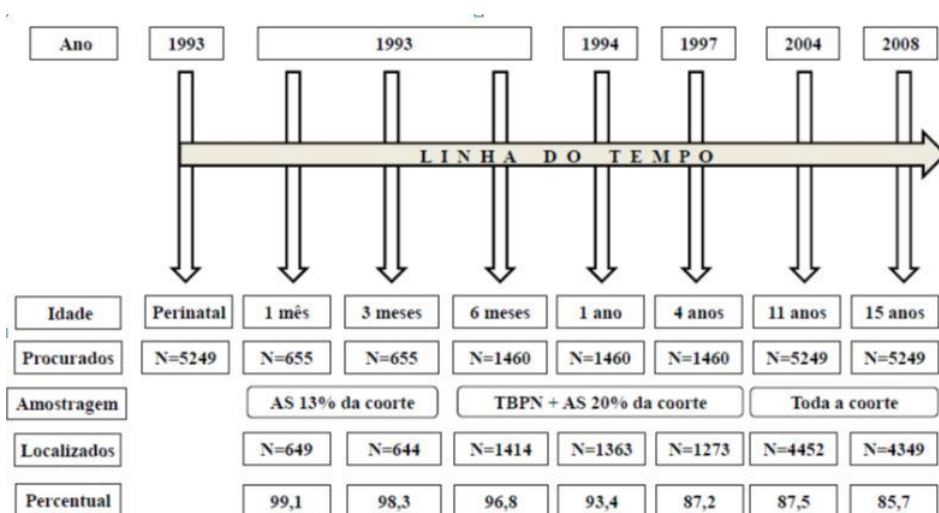 Ano 1993 1993 1994 1997 2004 2008
LINHA DO TEMPO
Idade Perinatal 1 mês 3 meses 6 meses 1 ano 4 anos 11 anos 15 anos
Procurados N=5249 N=655 N=655 N=1460 N=1460 N=1460 N=5249 N=5249
Amostragem AS 13% da coorte TBPN + AS 20% da coorte Toda a coorte
Localizados N=649 N=644 N=1414 N=1363 N=1273 N=4452 N=4349
Percentual 99,1 98,3 96,8 93,4 87,2 87,5 85,7